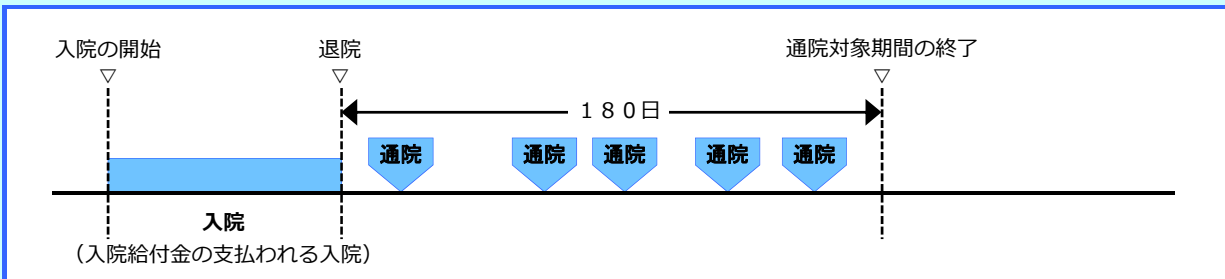 入院の開始
退院
通院対象期間の終了
▽
▽
▽
１８０日
通院
通院
通院
通院
通院
入院
（入院給付金の支払われる入院）